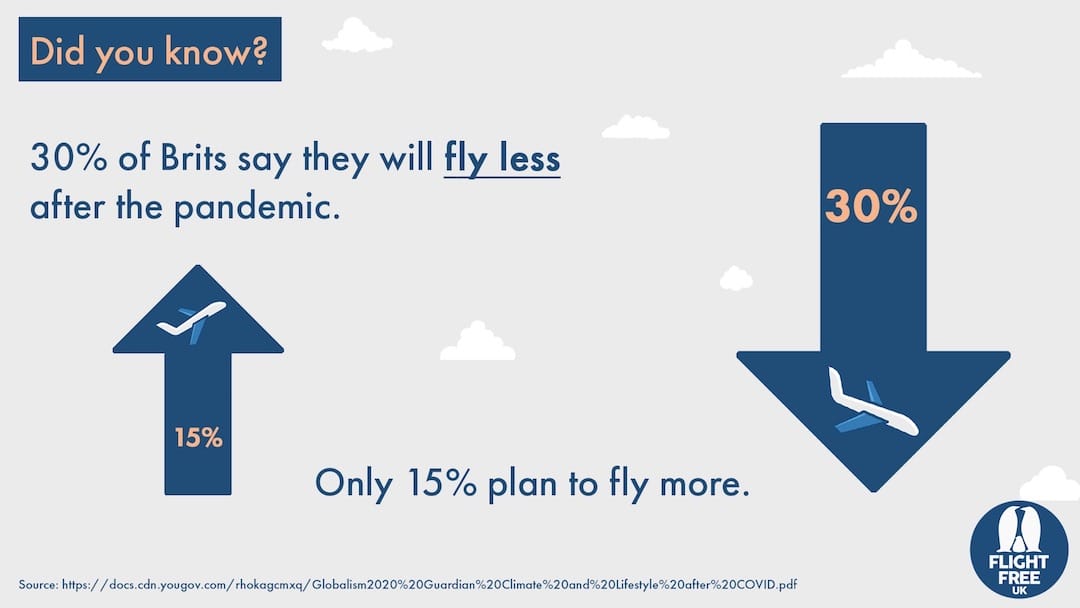 Did you know?
30% of Brits say they will fly less
after the pandemic.
30%
15%
Only 15% plan to fly more.
FLIGHT
FREE
UK
Source: https://docs.cdn.yougov.com/rhokagcmxq/Globalism2020%20Guardian%20Climate%20and%20Lifestyle%20after%20COVID.pdf